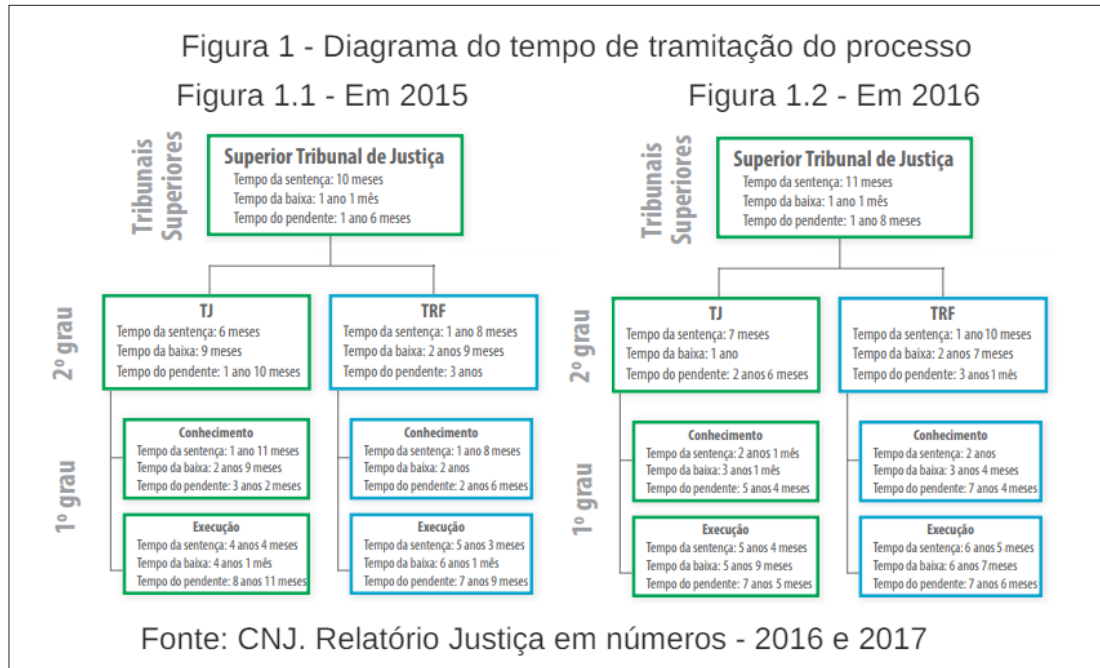 Figura 1 - Diagrama do tempo de tramitação do processo
Figura 1.1 - Em 2015
Tribunais
Superiores
Superior Tribunal de Justiça
Tempo da sentença: 10 meses
Tempo da baixa: 1 ano 1 mês
Tempo do pendente: 1 ano 6 meses
2º grau
TJ
Tempo da sentença: 6 meses
Tempo da baixa: 9 meses
Tempo do pendente: 1 ano 10 meses
TRF
Tempo da sentença: 1 ano 8 meses
Tempo da baixa: 2 anos 9 meses
Tempo do pendente: 3 anos
1º grau
Conhecimento
Tempo da sentença: 1 ano 11 meses
Tempo da baixa: 2 anos 9 meses
Tempo do pendente: 3 anos 2 meses
Conhecimento
Tempo da sentença: 1 ano 8 meses
Tempo da baixa: 2 anos
Tempo do pendente: 2 anos 6 meses
Execução
Tempo da sentença: 4 anos 4 meses
Tempo da baixa: 4 anos 1 mês
Tempo do pendente: 8 anos 11 meses
Execução
Tempo da sentença: 5 anos 3 meses
Tempo da baixa: 6 anos 1 mês
Tempo do pendente: 7 anos 9 meses
Figura 1.2 - Em 2016
Tribunais
Superiores
Superior Tribunal de Justiça
Tempo da sentença: 11 meses
Tempo da baixa: 1 ano 1 mês
Tempo do pendente: 1 ano 8 meses
2º grau
TJ
Tempo da sentença: 7 meses
Tempo da baixa: 1 ano
Tempo do pendente: 2 anos 6 meses
TRF
Tempo da sentença: 1 ano 10 meses
Tempo da baixa: 2 anos 7 meses
Tempo do pendente: 3 anos 1 mês
1º grau
Conhecimento
Tempo da sentença: 2 anos 1 mês
Tempo da baixa: 3 anos 1 mês
Tempo do pendente: 5 anos 4 meses
Conhecimento
Tempo da sentença: 2 anos
Tempo da baixa: 3 anos 4 meses
Tempo do pendente: 7 anos 4 meses
Execução
Tempo da sentença: 5 anos 4 meses
Tempo da baixa: 5 anos 9 meses
Tempo do pendente: 7 anos 5 meses
Execução
Tempo da sentença: 6 anos 5 meses
Tempo da baixa: 6 anos 7 meses
Tempo do pendente: 7 anos 6 meses
Fonte: CNJ. Relatório Justiça em números - 2016 e 2017